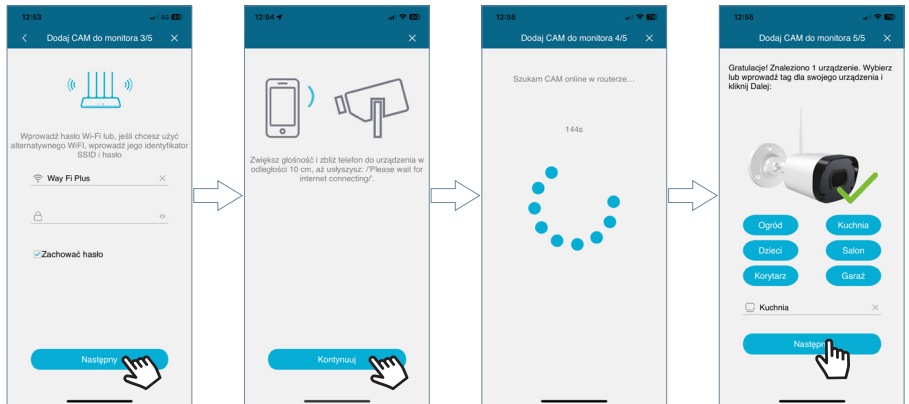 12:53
5G
Dodaj CAM do monitora 3/5
Wprowadź hasło Wi-Fi lub, jeśli chcesz użyć
alternatywnego WiFI, wprowadź jego identyfikator
SSID i hasło
Way Fi Plus
Zachować hasło
Następny
12:54
Zwiększ głośność i zbliż telefon do urządzenia w
odległości 10 cm, aż usłyszysz: /'Please wait for
internet connecting/'.
Kontynuuj
12:55
Dodaj CAM do monitora 4/5
Szukam CAM online w routerze...
144s
12:55
Dodaj CAM do monitora 5/5
Gratulacje! Znaleziono 1 urządzenie. Wybierz
lub wprowadź tag dla swojego urządzenia i
kliknij Dalej:
Ogród
Kuchnia
Dzieci
Salon
Korytarz
Garaż
Kuchnia
Następny